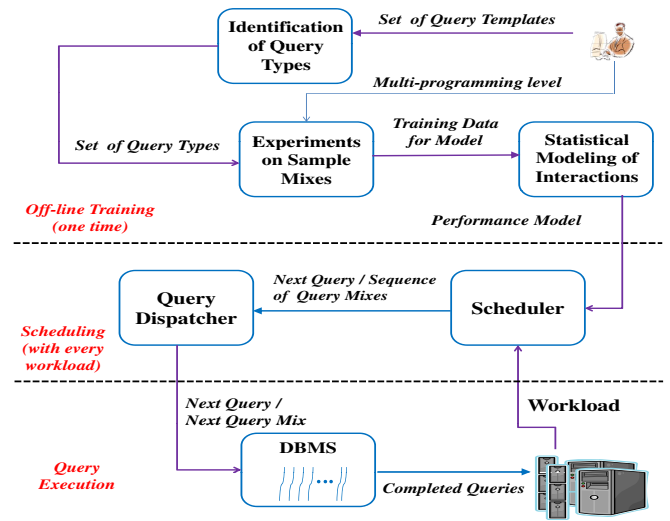 Identification
of Query
Types
Set of Query Templates
Multi-programming level
Set of Query Types
Experiments
on Sample
Mixes
Training Data
for Model
Statistical
Modeling of
Interactions
Off-line Training
(one time)
Performance Model
Query
Dispatcher
Next Query / Sequence
of Query Mixes
Scheduler
Scheduling
(with every
workload)
Next Query /
Next Query Mix
Workload
DBMS
...
Query
Execution
Completed Queries